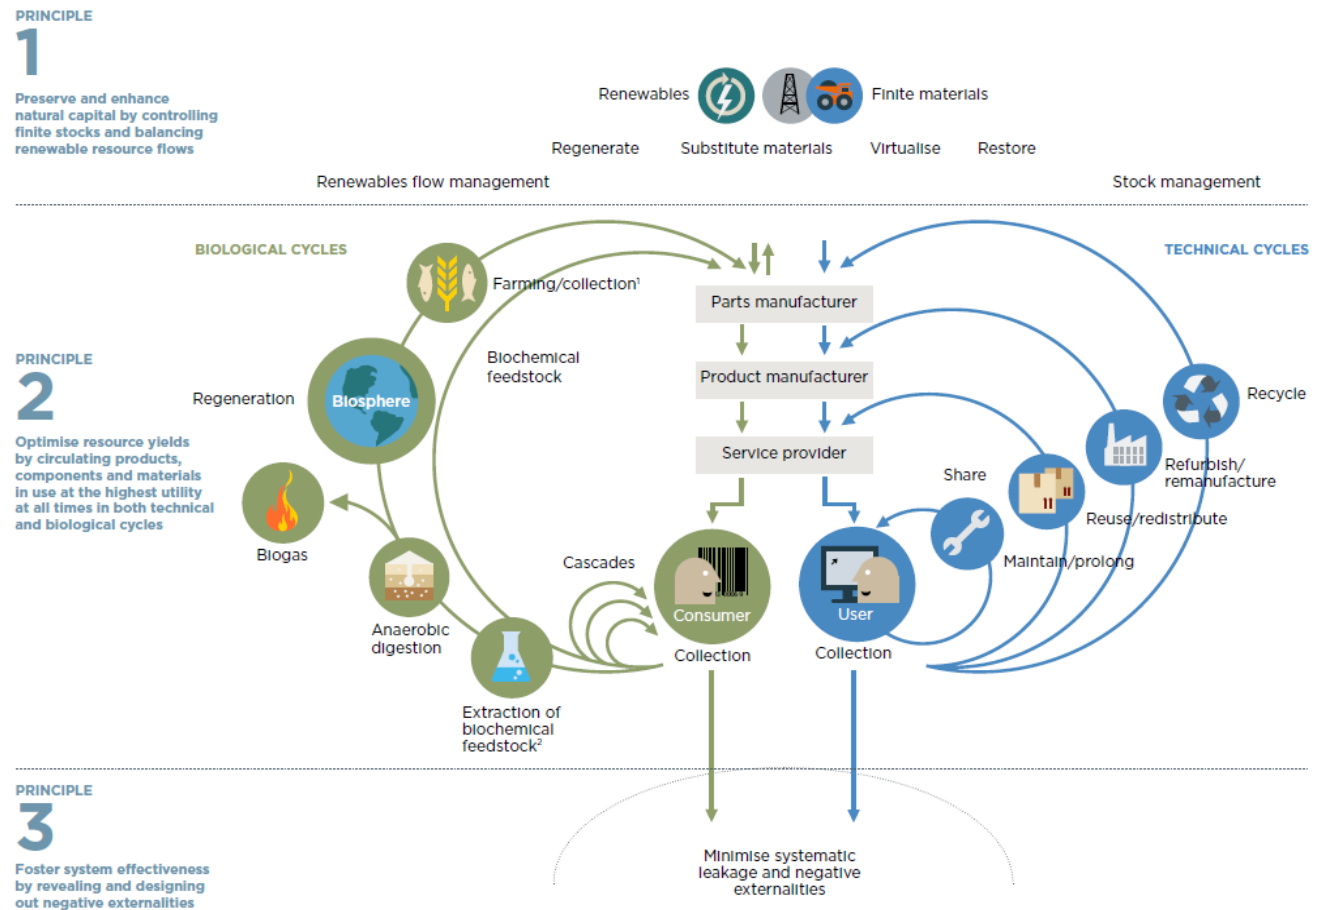 PRINCIPLE
1
Preserve and enhance
natural capital by controlling
finite stocks and balancing
renewable resource flows
Renewables
Finite materials
Regenerate
Substitute materials
Virtualise
Restore
Renewables flow management
Stock management
PRINCIPLE
2
Optimise resource yields
by circulating products,
components and materials
in use at the highest utility
at all times in both technical
and biological cycles
BIOLOGICAL CYCLES
TECHNICAL CYCLES
Farming/collection¹
Parts manufacturer
Biochemical
feedstock
Product manufacturer
Regeneration
Biosphere
Recycle
Service provider
Share
Refurbish/
remanufacture
Reuse/redistribute
Biogas
Cascades
Maintain/prolong
Consumer
User
Anaerobic
digestion
Collection
Collection
Extraction of
biochemical
feedstock²
PRINCIPLE
3
Foster system effectiveness
by revealing and designing
out negative externalities
Minimise systematic
leakage and negative
externalities